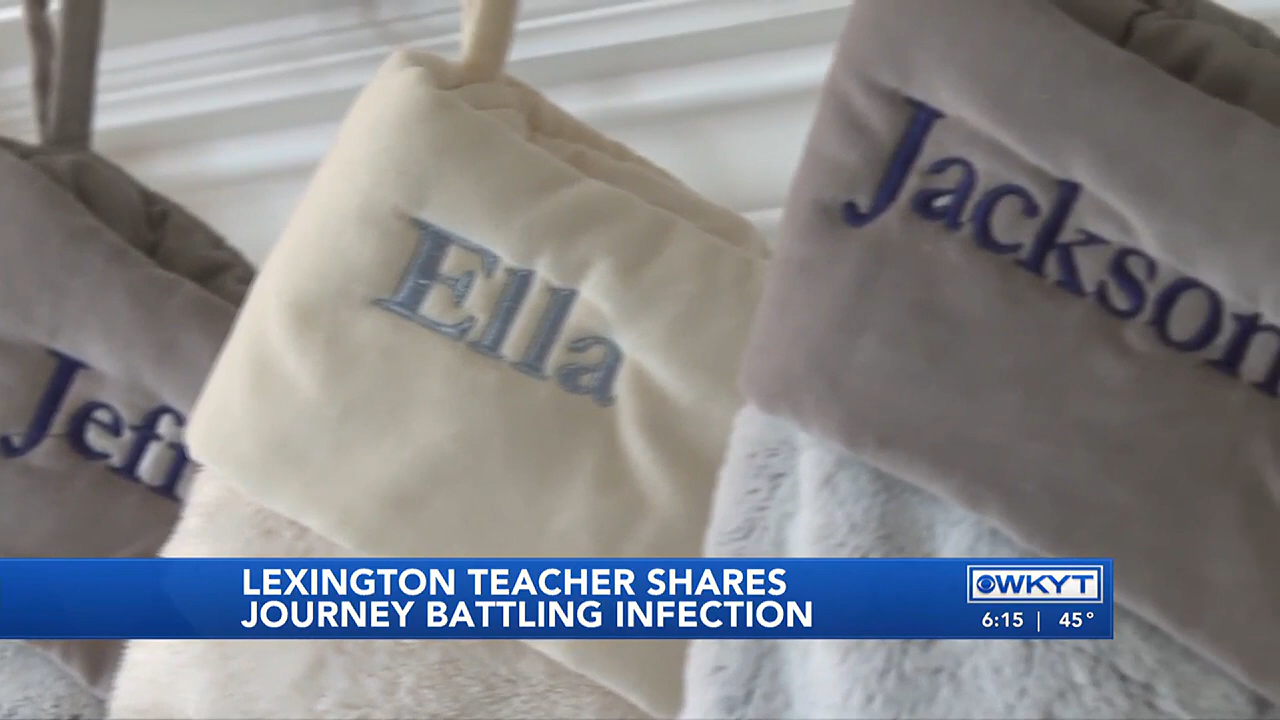 Ella
Jackson
LEXINGTON TEACHER SHARES
JOURNEY BATTLING INFECTION
WKYT
6:15 | 45°